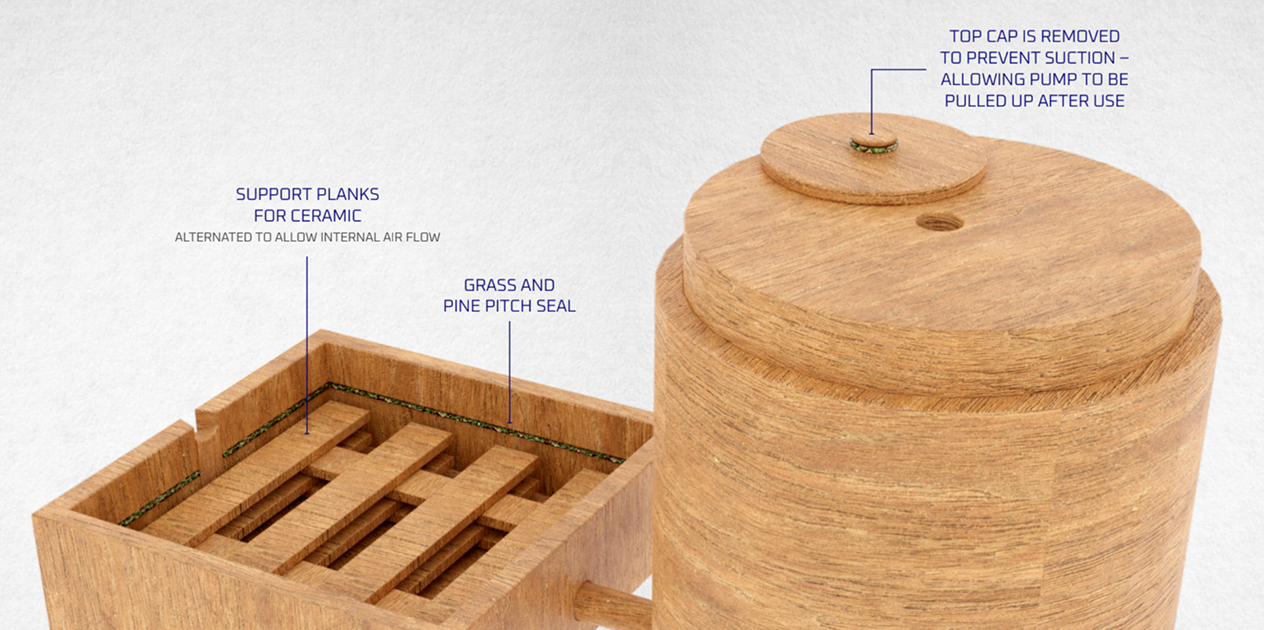 TOP CAP IS REMOVED
TO PREVENT SUCTION –
ALLOWING PUMP TO BE
PULLED UP AFTER USE
SUPPORT PLANKS
FOR CERAMIC
ALTERNATED TO ALLOW INTERNAL AIR FLOW
GRASS AND
PINE PITCH SEAL